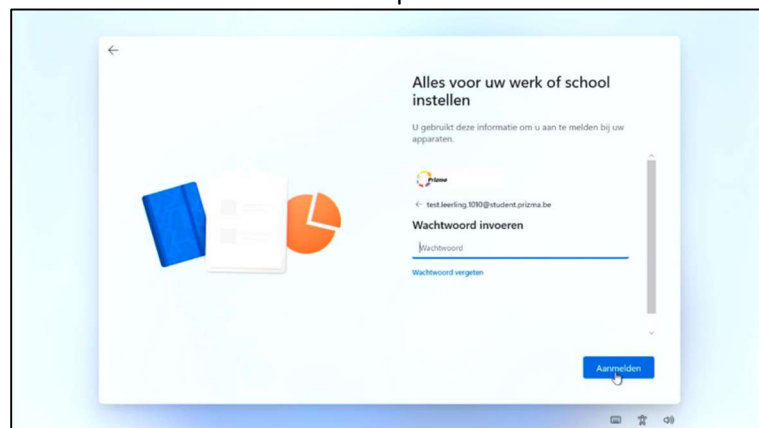 Alles voor uw werk of school
instellen
U gebruikt deze informatie om u aan te melden bij uw
apparaten.
Prizma
test.leerling.1010@student.prizma.be
Wachtwoord invoeren
Wachtwoord
Wachtwoord vergeten
Aanmelden